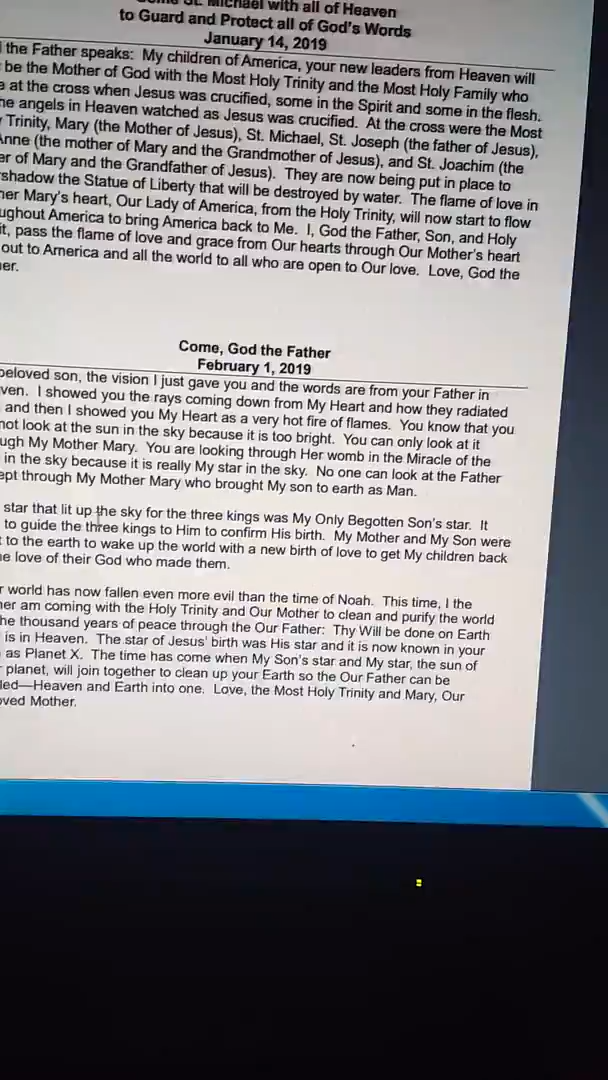 St. Michael with all of Heaven
to Guard and Protect all of God's Words
January 14, 2019
the Father speaks: My children of America, your new leaders from Heaven will
be the Mother of God with the Most Holy Trinity and the Most Holy Family who
at the cross when Jesus was crucified, some in the Spirit and some in the flesh.
angels in Heaven watched as Jesus was crucified. At the cross were the Most
Trinity, Mary (the Mother of Jesus), St. Michael, St. Joseph (the father of Jesus),
Anne (the mother of Mary and the Grandmother of Jesus), and St. Joachim (the
er of Mary and the Grandfather of Jesus). They are now being put in place to
shadow the Statue of Liberty that will be destroyed by water. The flame of love in
her Mary's heart, Our Lady of America, from the Holy Trinity, will now start to flow
ughout America to bring America back to Me. I, God the Father, Son, and Holy
it, pass the flame of love and grace from Our hearts through Our Mother's heart
out to America and all the world to all who are open to Our love. Love, God the
er.
Come, God the Father
February 1, 2019
beloved son, the vision I just gave you and the words are from your Father in
ven. I showed you the rays coming down from My Heart and how they radiated
and then I showed you My Heart as a very hot fire of flames. You know that you
not look at the sun in the sky because it is too bright. You can only look at it
ugh My Mother Mary. You are looking through Her womb in the Miracle of the
in the sky because it is really My star in the sky. No one can look at the Father
ept through My Mother Mary who brought My son to earth as Man.
star that lit up the sky for the three kings was My Only Begotten Son's star. It
to guide the three kings to Him to confirm His birth. My Mother and My Son were
t to the earth to wake up the world with a new birth of love to get My children back
e love of their God who made them.
r world has now fallen even more evil than the time of Noah. This time, I the
her am coming with the Holy Trinity and Our Mother to clean and purify the world
he thousand years of peace through the Our Father: Thy Will be done on Earth
is in Heaven. The star of Jesus' birth was His star and it is now known in your
as Planet X. The time has come when My Son's star and My star, the sun of
planet, will join together to clean up your Earth so the Our Father can be
led—Heaven and Earth into one. Love, the Most Holy Trinity and Mary, Our
oved Mother.